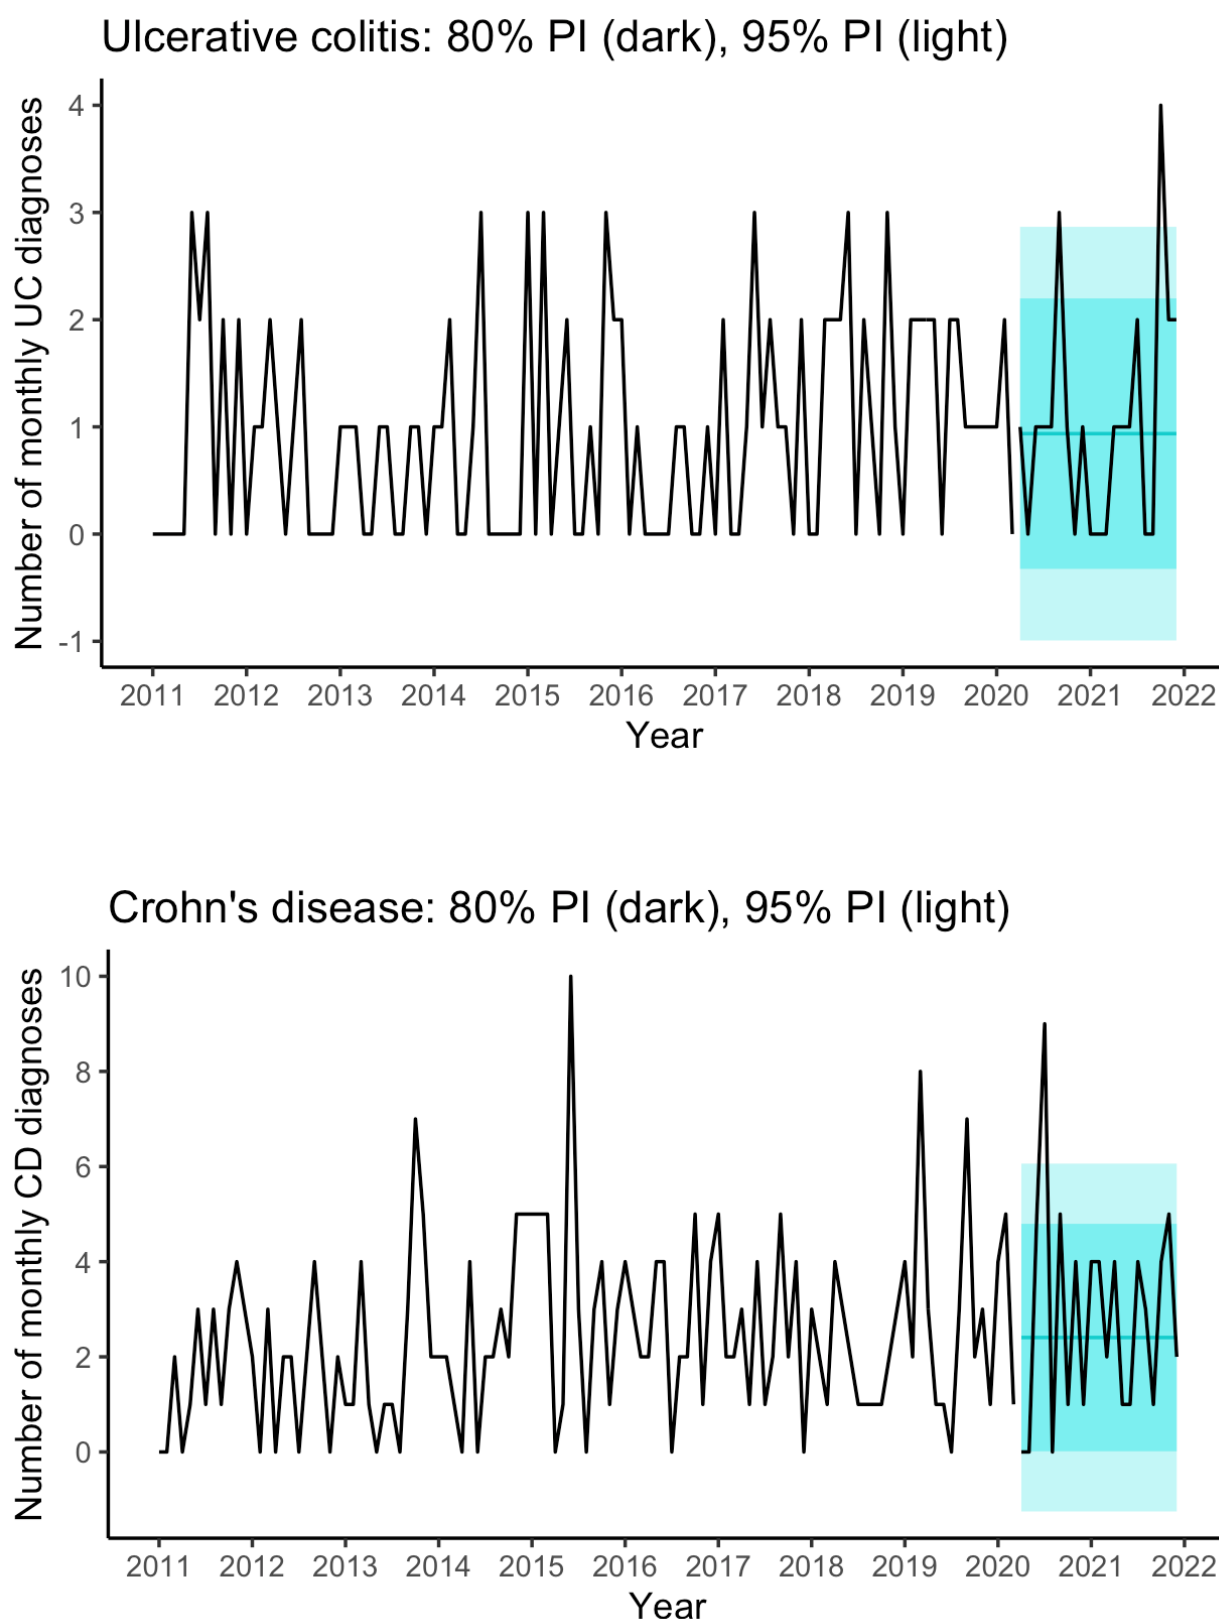 Ulcerative colitis: 80% PI (dark), 95% PI (light)
Number of monthly UC diagnoses
4
3
2
1
0
-1
2011 2012 2013 2014 2015 2016 2017 2018 2019 2020 2021 2022
Year
Crohn's disease: 80% PI (dark), 95% PI (light)
Number of monthly CD diagnoses
10
8
6
4
2
0
2011 2012 2013 2014 2015 2016 2017 2018 2019 2020 2021 2022
Year